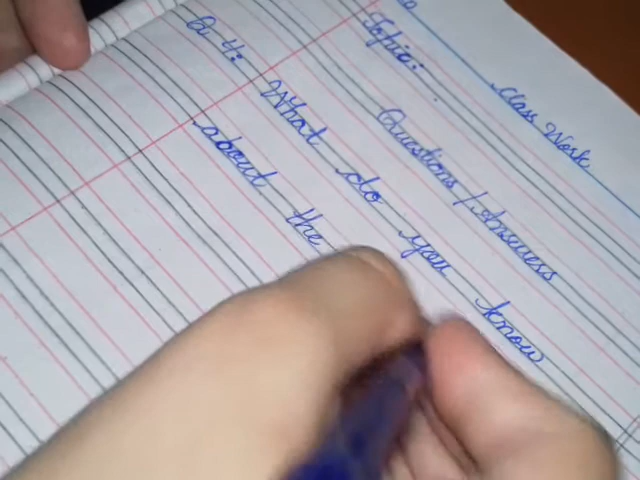 Class Work
Topic:
Questions / Answers
Q 4: What do you know
about the